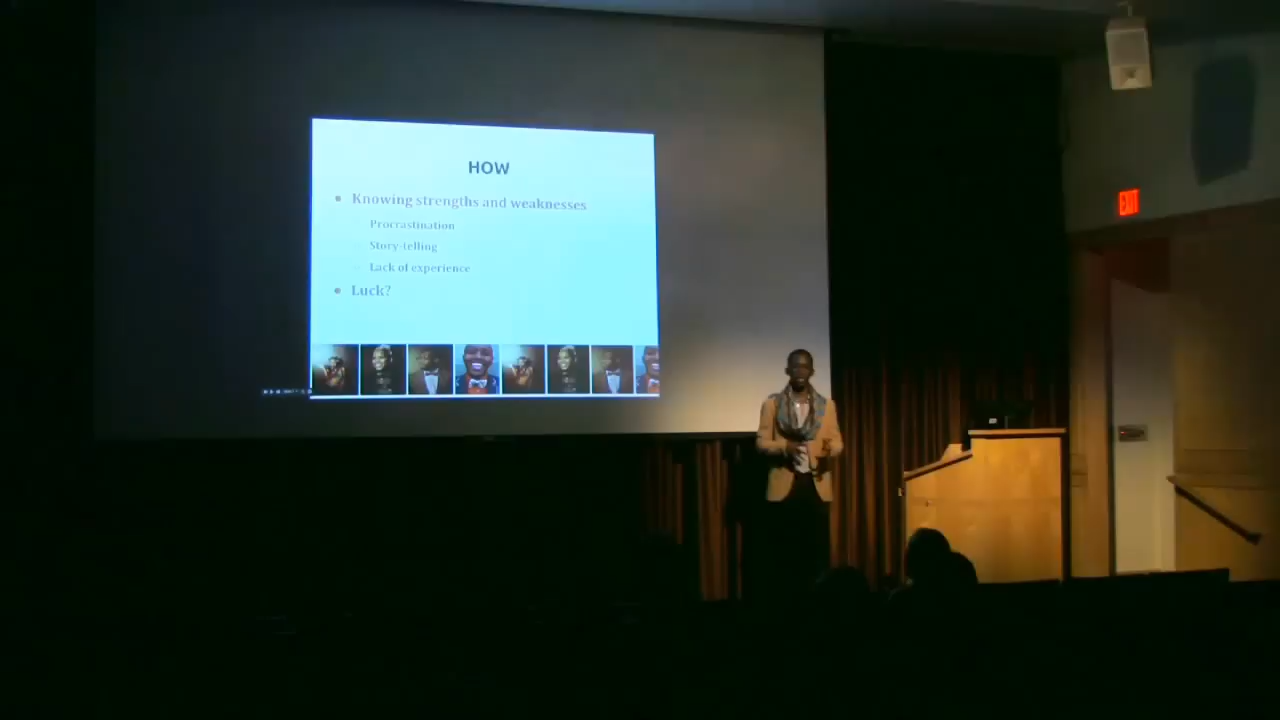 HOW
• Knowing strengths and weaknesses
Procrastination
Story-telling
– Lack of experience
• Luck?
EXIT